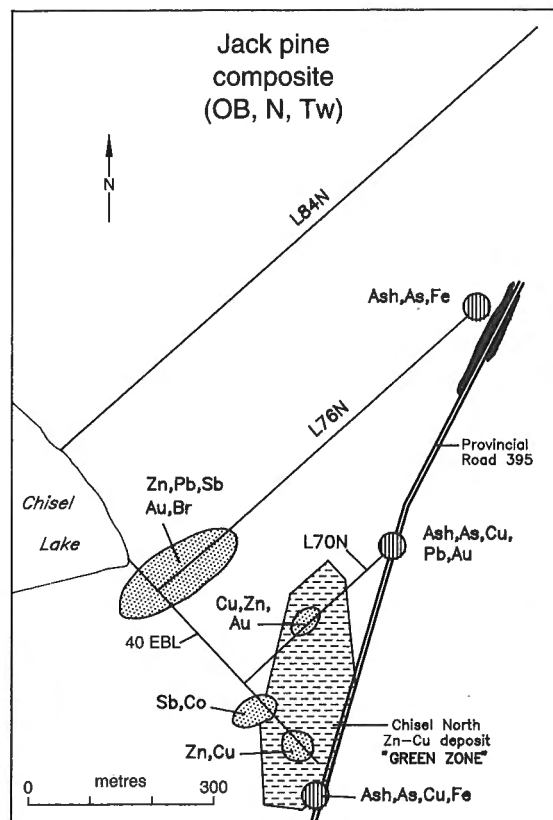 Jack pine
composite
(OB, N, Tw)
N
L84N
Ash,As,Fe
L76N
Provincial
Road 395
Chisel
Lake
Zn,Pb,Sb
Au,Br
L70N
Ash,As,Cu,
Pb,Au
Cu,Zn,
Au
40 EBL
Sb,Co
Chisel North
Zn-Cu deposit
"GREEN ZONE"
Zn,Cu
0 metres 300
Ash,As,Cu,Fe